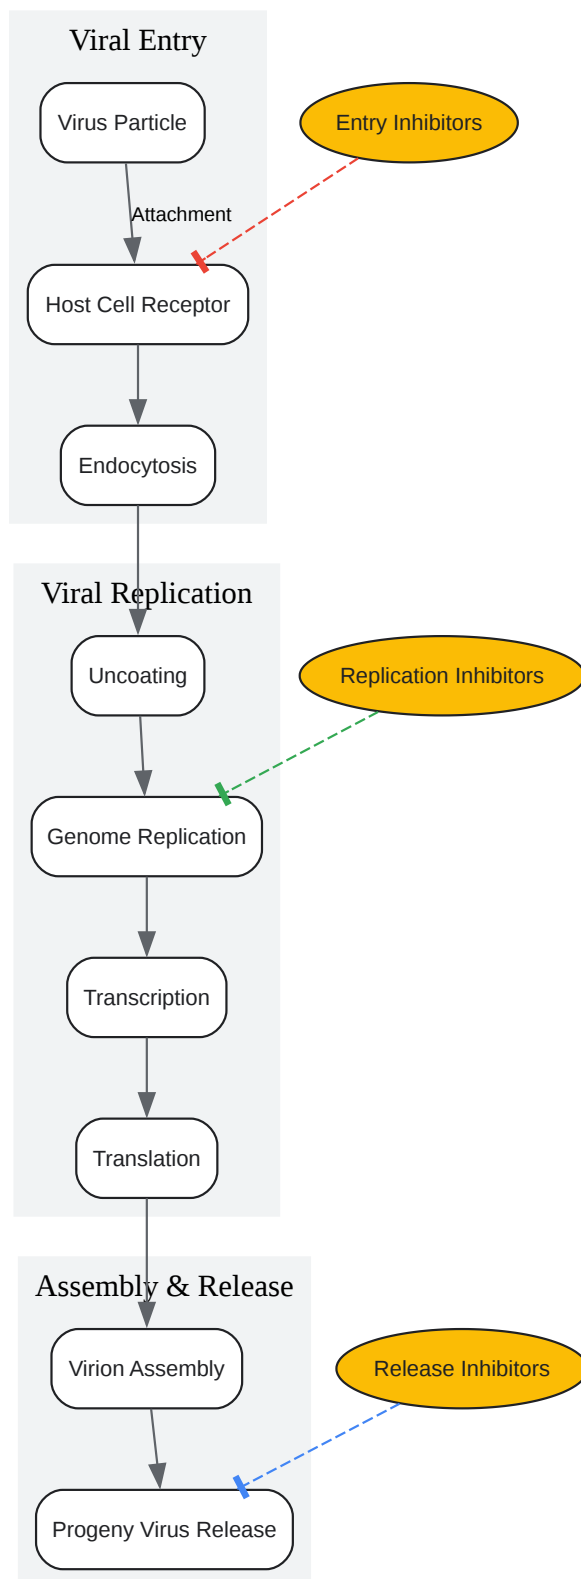 Viral Entry
Virus Particle
Entry Inhibitors
Attachment
Host Cell Receptor
Endocytosis
Viral Replication
Uncoating
Replication Inhibitors
Genome Replication
Transcription
Translation
Assembly & Release
Virion Assembly
Release Inhibitors
Progeny Virus Release